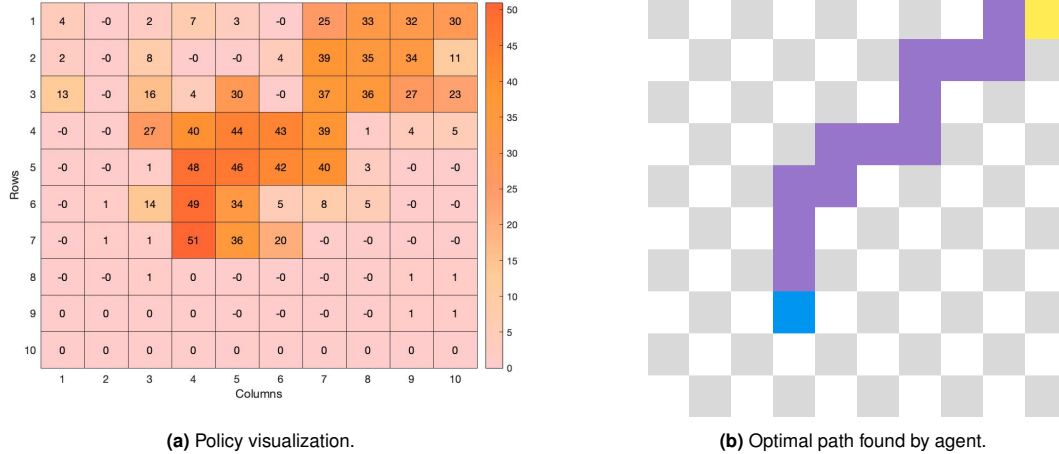 1 4 -0 2 7 3 -0 25 33 32 30
2 2 -0 8 -0 -0 4 39 35 34 11
3 13 -0 16 4 30 -0 37 36 27 23
4 -0 -0 27 40 44 43 39 1 4 5
5 -0 -0 1 48 46 42 40 3 -0 -0
6 -0 1 14 49 34 5 8 5 -0 -0
7 -0 1 1 51 36 20 -0 -0 -0 -0
8 -0 -0 1 0 -0 -0 -0 -0 1 1
9 0 0 0 0 -0 -0 -0 -0 1 1
10 0 0 0 0 0 0 0 0 0 0
1 2 3 4 5 6 7 8 9 10
Columns
Rows
50
45
40
35
30
25
20
15
10
5
0
(a) Policy visualization.
(b) Optimal path found by agent.